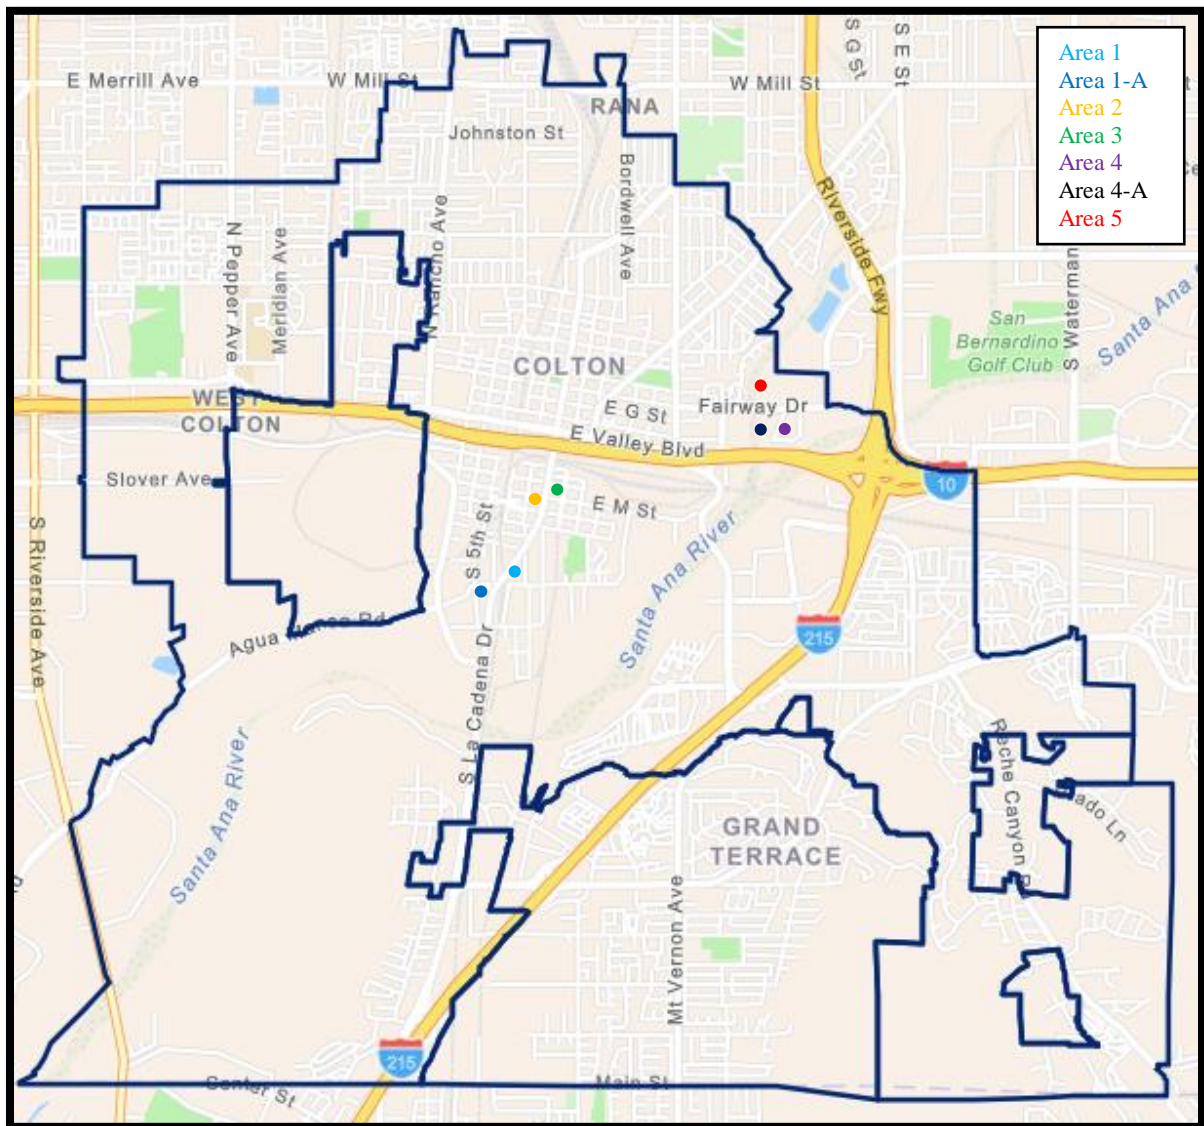 E Merrill Ave
W Mill St
W Mill St
S G St
S E St
RANA
Johnston St
Area 1
Area 1-A
Area 2
Area 3
Area 4
Area 4-A
Area 5
Bordwell Ave
Riverside Fwy
N Pepper Ave
Meridian Ave
N Rancho Ave
S Waterman
Santa Ana
San
Bernardino
Golf Club
COLTON
WEST
COLTON
E G St
Fairway Dr
E Valley Blvd
Slover Ave
10
E M St
S 5th St
S Riverside Ave
Santa Ana River
215
Agua Mansa Rd
S La Cadena Dr
Santa Ana River
Reche Canyon R
ado Ln
GRAND
TERRACE
Mt Vernon Ave
215
Center St
Main St